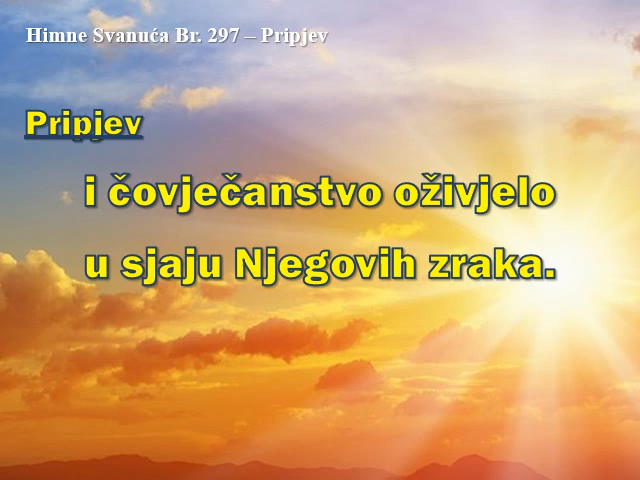 Himne Svanuća Br. 297 – Pripjev
Pripjev
i čovječanstvo oživjelo
u sjaju Njegovih zraka.